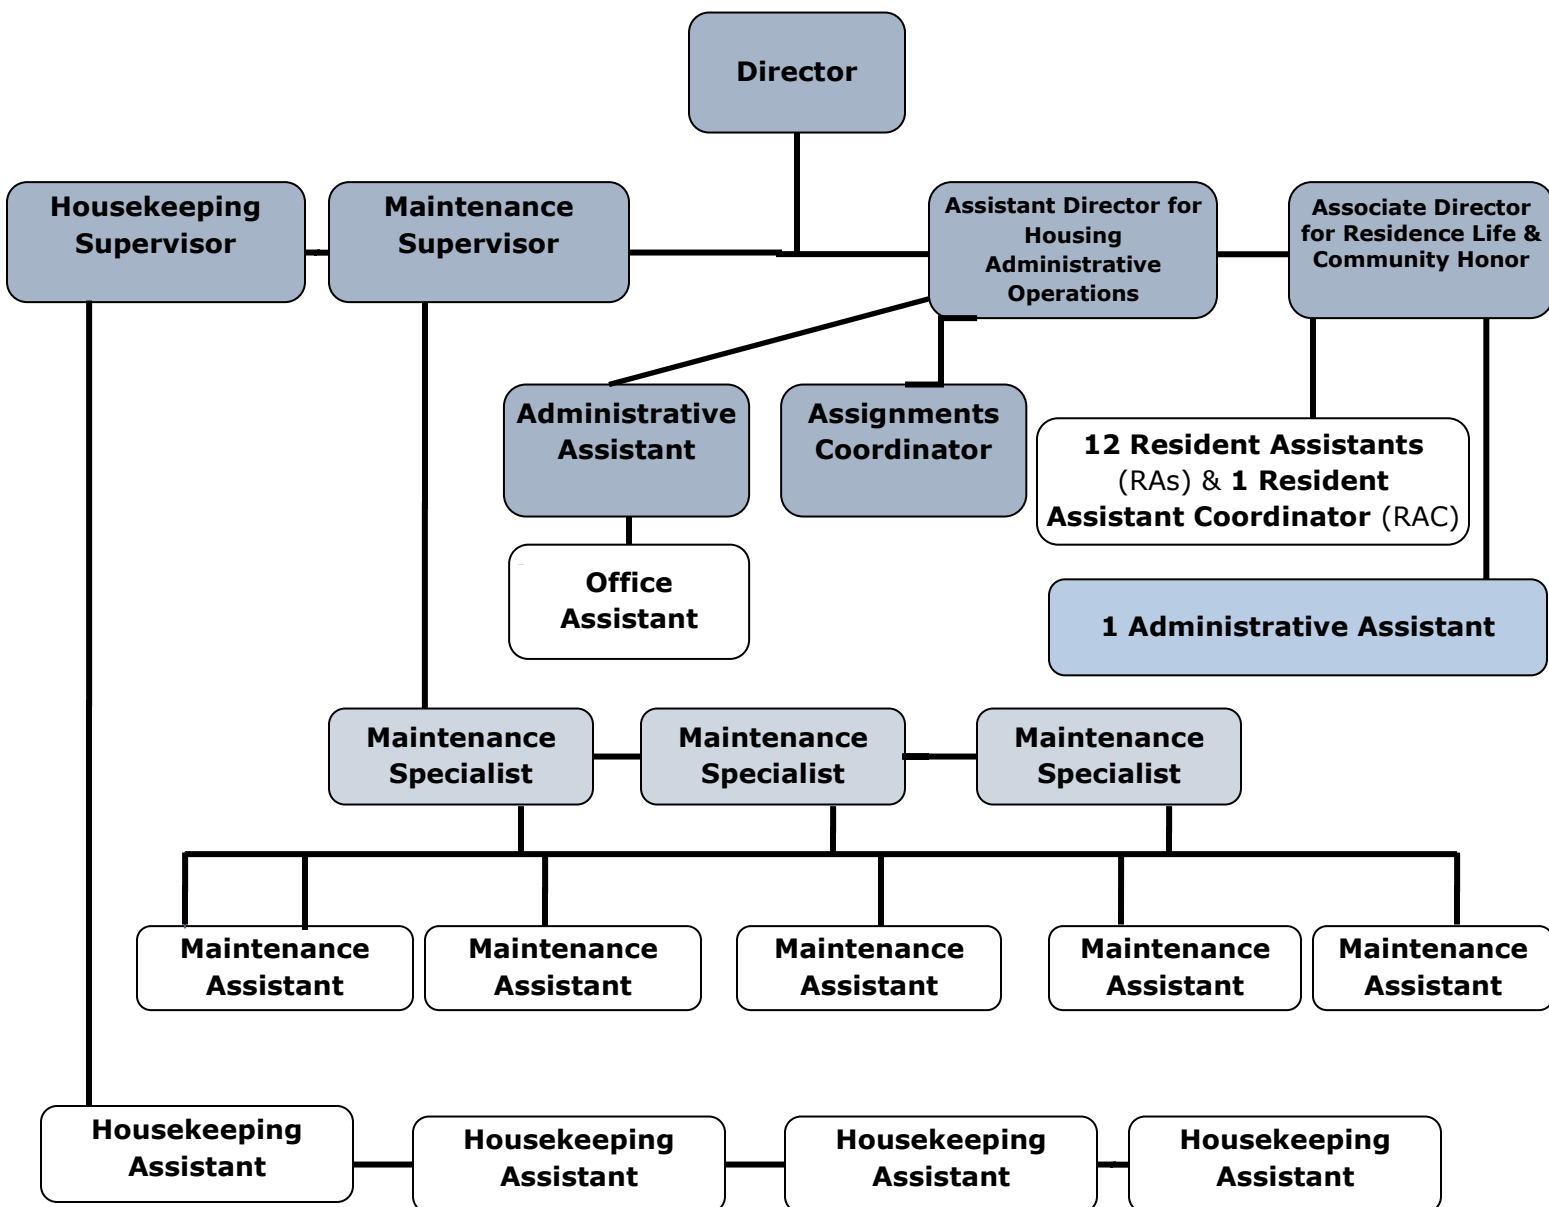 Director
Housekeeping
Supervisor
Maintenance
Supervisor
Assistant Director for
Housing
Administrative
Operations
Associate Director
for Residence Life &
Community Honor
Administrative
Assistant
Assignments
Coordinator
12 Resident Assistants
(RAs) & 1 Resident
Assistant Coordinator (RAC)
Office
Assistant
1 Administrative Assistant
Maintenance
Specialist
Maintenance
Specialist
Maintenance
Specialist
Maintenance
Assistant
Maintenance
Assistant
Maintenance
Assistant
Maintenance
Assistant
Maintenance
Assistant
Housekeeping
Assistant
Housekeeping
Assistant
Housekeeping
Assistant
Housekeeping
Assistant